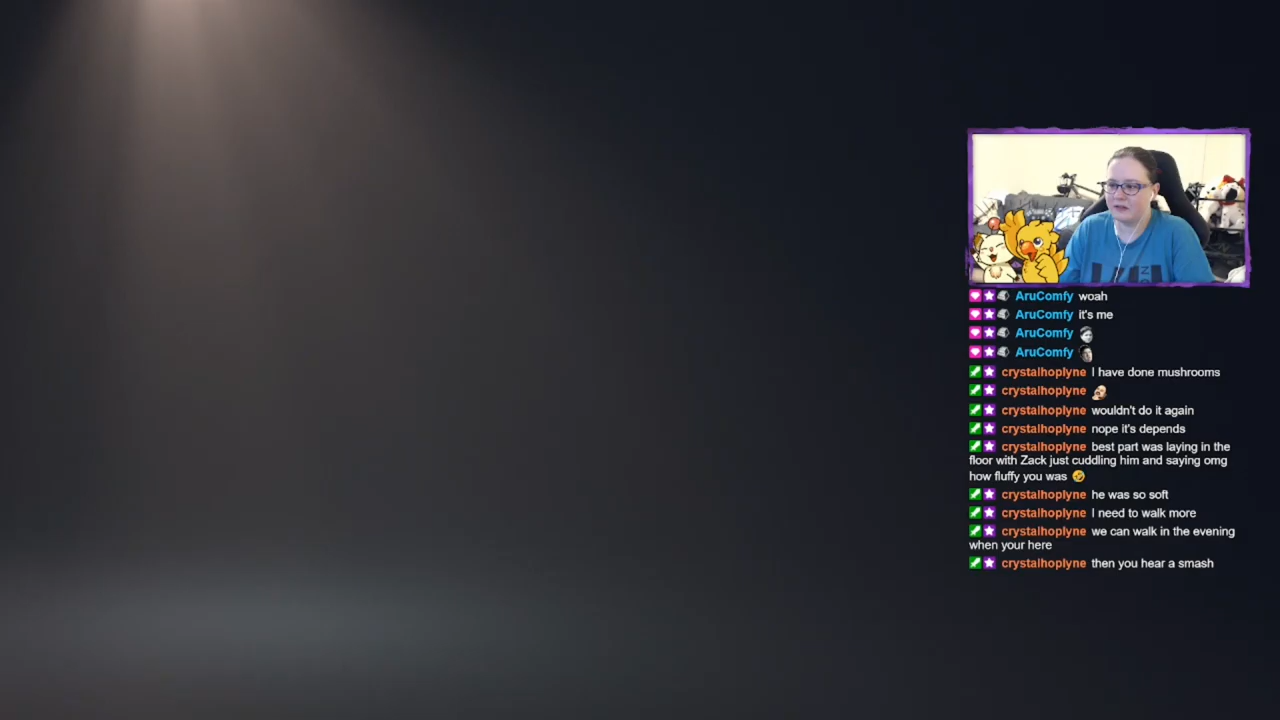 AruComfy woah
AruComfy it's me
AruComfy
AruComfy
crystalhoplyne I have done mushrooms
crystalhoplyne
crystalhoplyne wouldn't do it again
crystalhoplyne nope it's depends
crystalhoplyne best part was laying in the
floor with Zack just cuddling him and saying omg
how fluffy you was
crystalhoplyne he was so soft
crystalhoplyne I need to walk more
crystalhoplyne we can walk in the evening
when your here
crystalhoplyne then you hear a smash